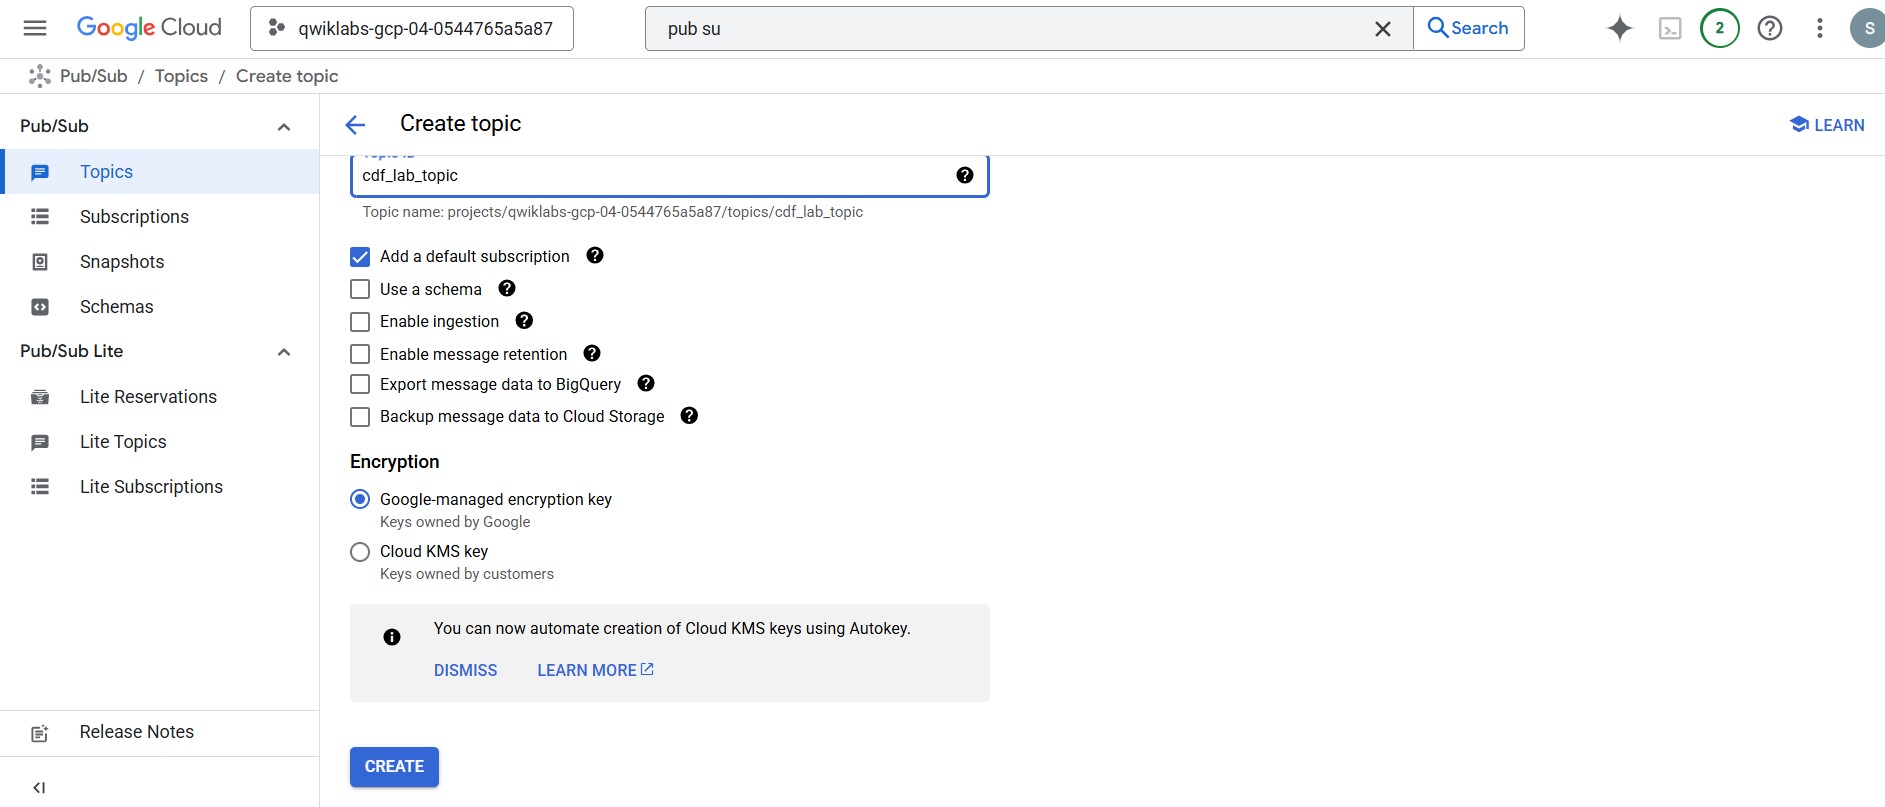 Google Cloud
qwiklabs-gcp-04-0544765a5a87
pub su
Search
2
S
Pub/Sub / Topics / Create topic
Pub/Sub
Topics
Subscriptions
Snapshots
Schemas
Pub/Sub Lite
Lite Reservations
Lite Topics
Lite Subscriptions
Release Notes
Create topic
LEARN
Topic ID
cdf_lab_topic
Topic name: projects/qwiklabs-gcp-04-0544765a5a87/topics/cdf_lab_topic
Add a default subscription
Use a schema
Enable ingestion
Enable message retention
Export message data to BigQuery
Backup message data to Cloud Storage
Encryption
Google-managed encryption key
Keys owned by Google
Cloud KMS key
Keys owned by customers
You can now automate creation of Cloud KMS keys using Autokey.
DISMISS
LEARN MORE
CREATE